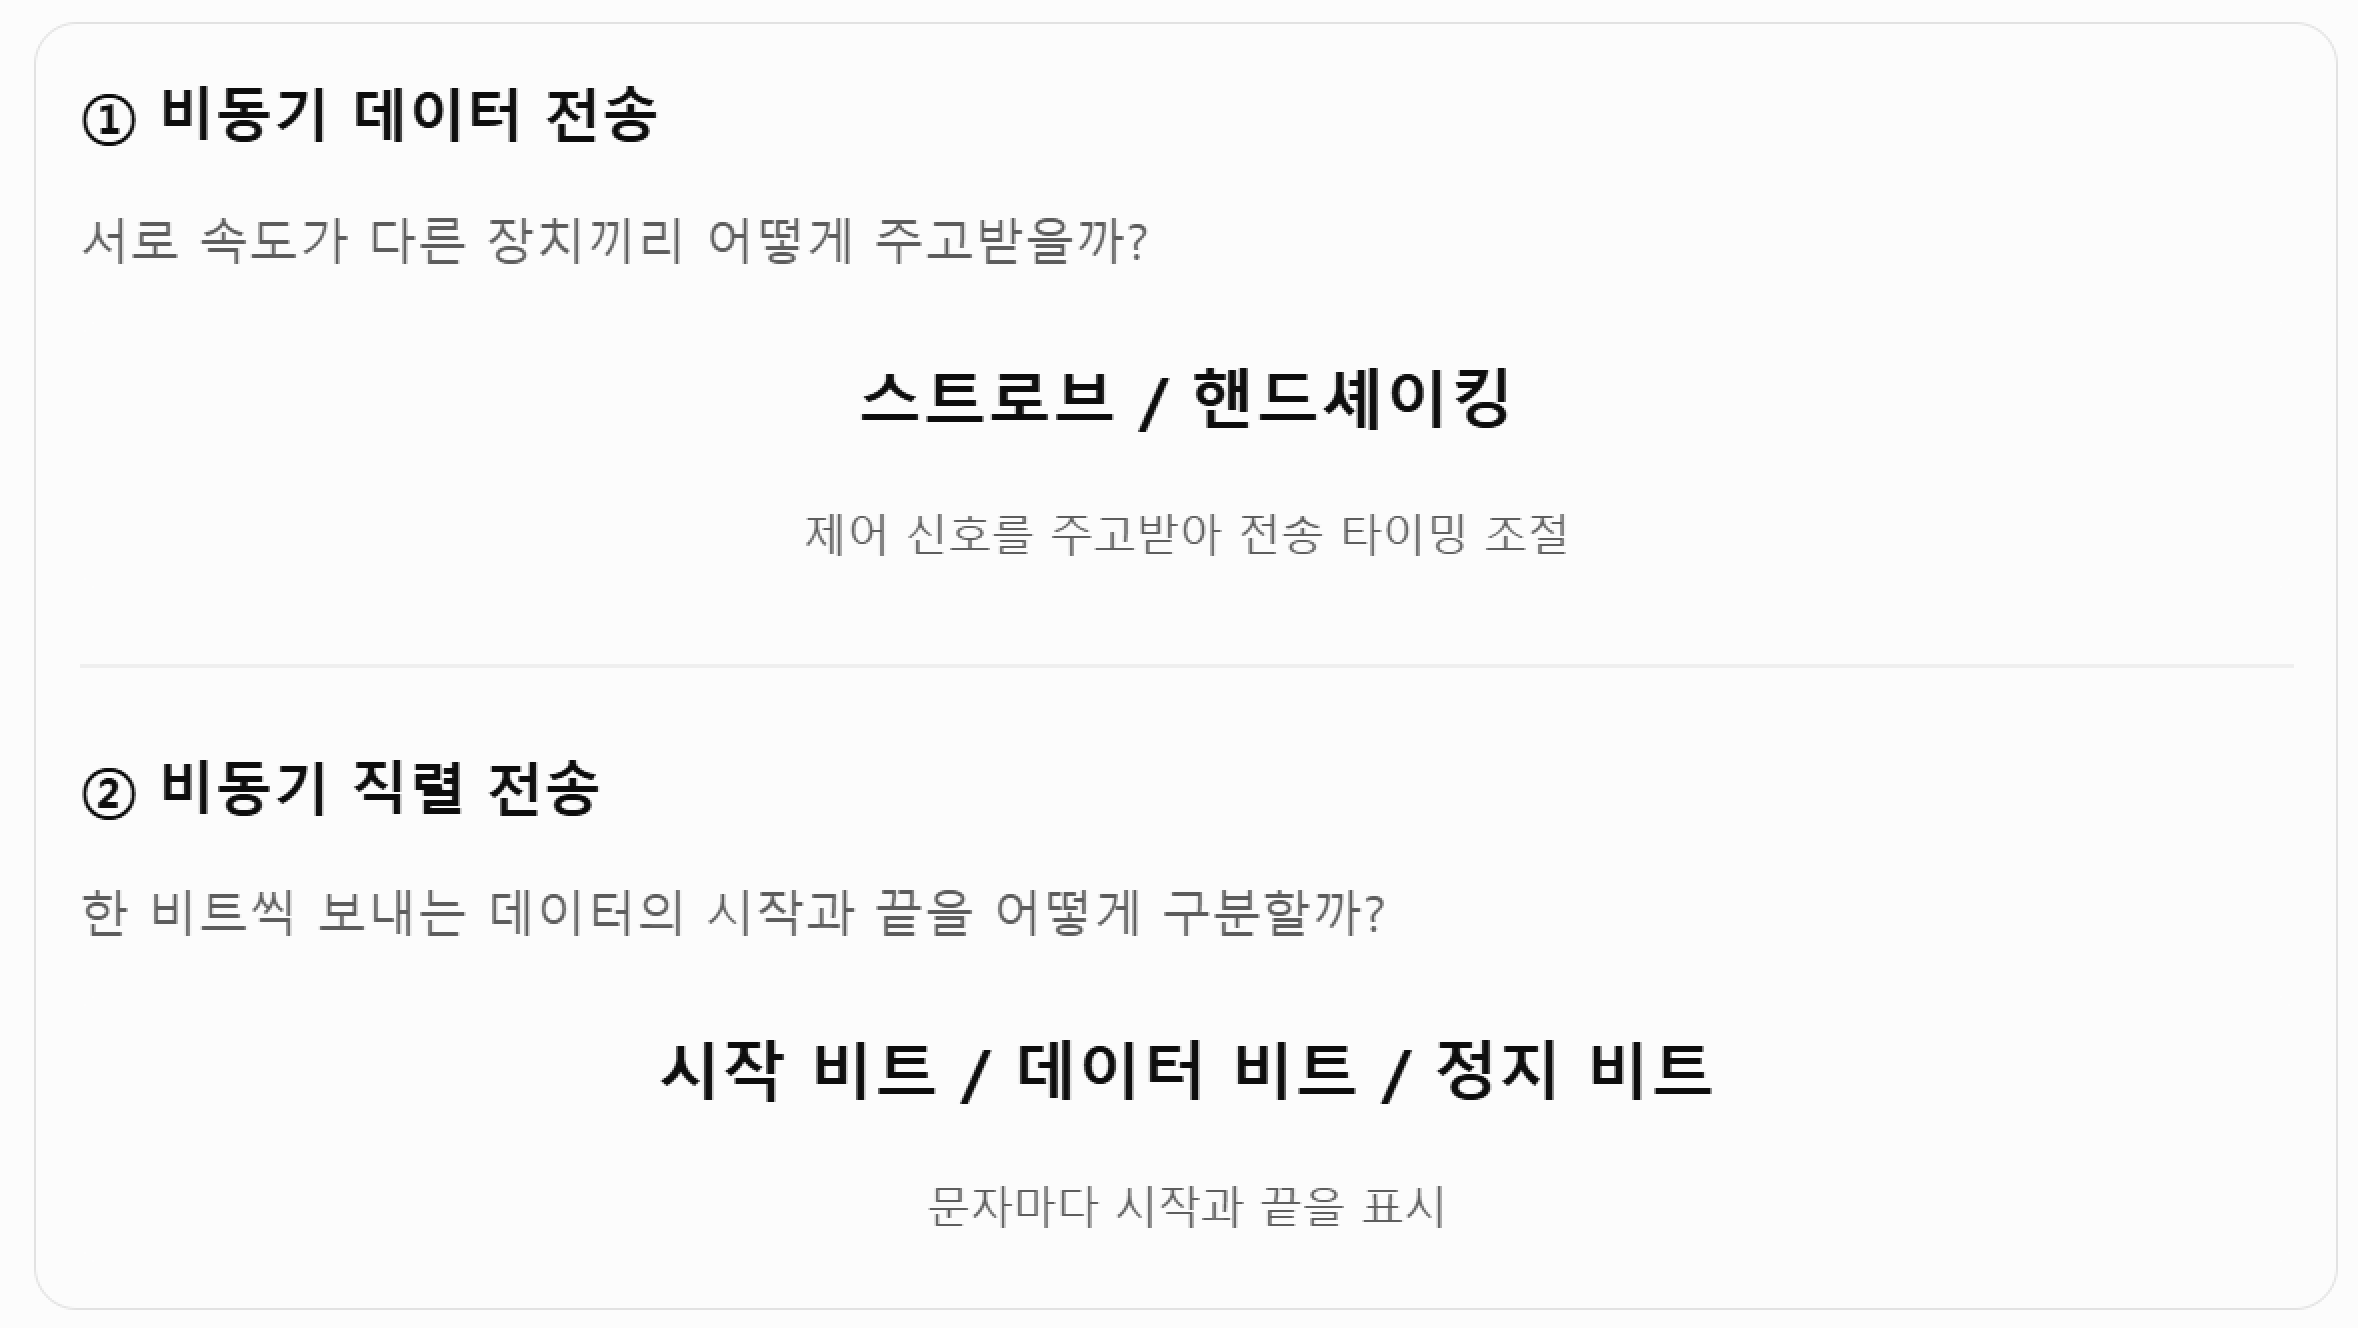 ① 비동기 데이터 전송
서로 속도가 다른 장치끼리 어떻게 주고받을까?
스트로브 / 핸드셰이킹
제어 신호를 주고받아 전송 타이밍 조절
② 비동기 직렬 전송
한 비트씩 보내는 데이터의 시작과 끝을 어떻게 구분할까?
시작 비트 / 데이터 비트 / 정지 비트
문자마다 시작과 끝을 표시